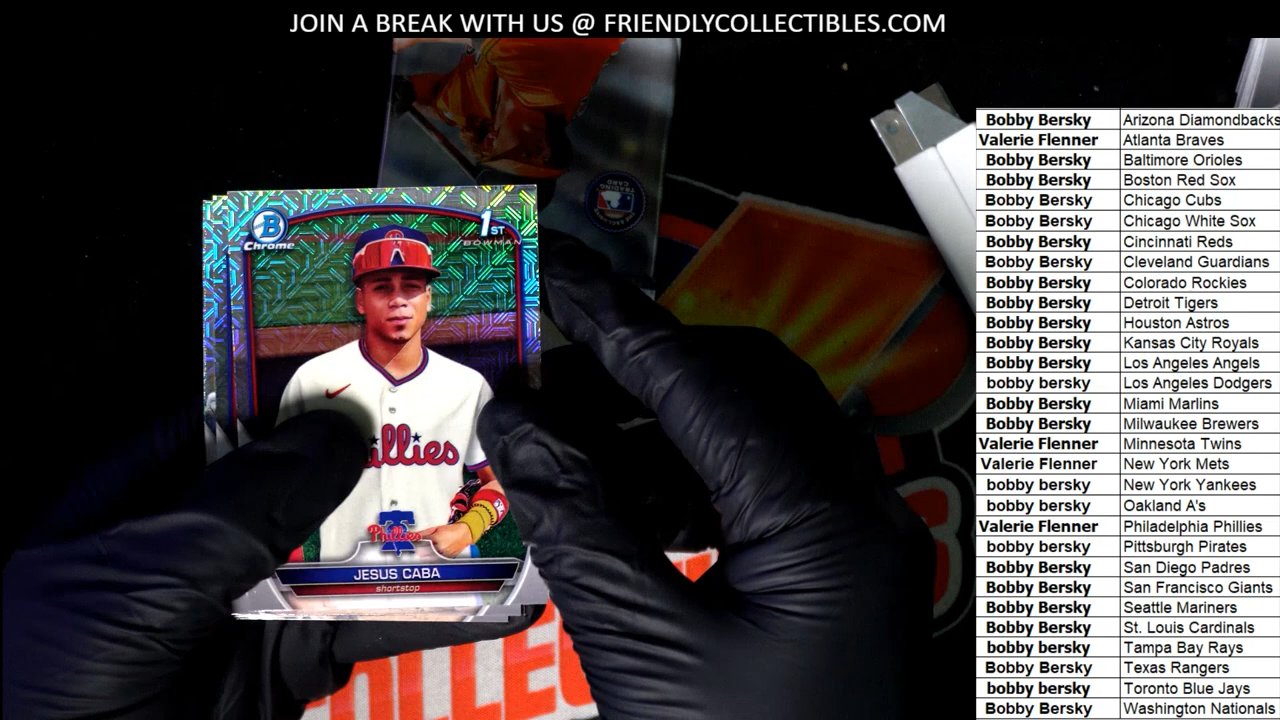 JOIN A BREAK WITH US @ FRIENDLYCOLLECTIBLES.COM
Bobby Bersky Arizona Diamondbacks
Valerie Flenner Atlanta Braves
Bobby Bersky Baltimore Orioles
Bobby Bersky Boston Red Sox
Bobby Bersky Chicago Cubs
Bobby Bersky Chicago White Sox
Bobby Bersky Cincinnati Reds
Bobby Bersky Cleveland Guardians
Bobby Bersky Colorado Rockies
Bobby Bersky Detroit Tigers
Bobby Bersky Houston Astros
Bobby Bersky Kansas City Royals
Bobby Bersky Los Angeles Angels
bobby bersky Los Angeles Dodgers
Bobby Bersky Miami Marlins
Bobby Bersky Milwaukee Brewers
Valerie Flenner Minnesota Twins
Valerie Flenner New York Mets
bobby bersky New York Yankees
bobby bersky Oakland A's
Valerie Flenner Philadelphia Phillies
bobby bersky Pittsburgh Pirates
Bobby Bersky San Diego Padres
Bobby Bersky San Francisco Giants
Bobby Bersky Seattle Mariners
Bobby Bersky St. Louis Cardinals
bobby bersky Tampa Bay Rays
Bobby Bersky Texas Rangers
bobby bersky Toronto Blue Jays
Bobby Bersky Washington Nationals
B
Chrome
1ST
BOWMAN
Phillies
Phillies
JESUS CABA
shortstop
TRADING
CARD
COLLEC